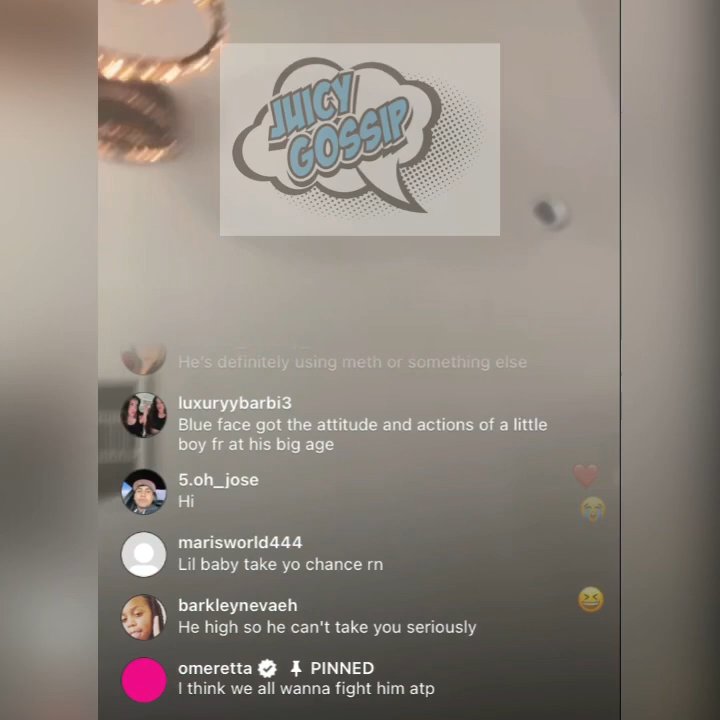 JUICY
GOSSIP
He's definitely using meth or something else
luxuryybarbi3
Blue face got the attitude and actions of a little
boy fr at his big age
5.oh_jose
Hi
marisworld444
Lil baby take yo chance rn
barkleynevaeh
He high so he can't take you seriously
omeretta PINNED
I think we all wanna fight him atp